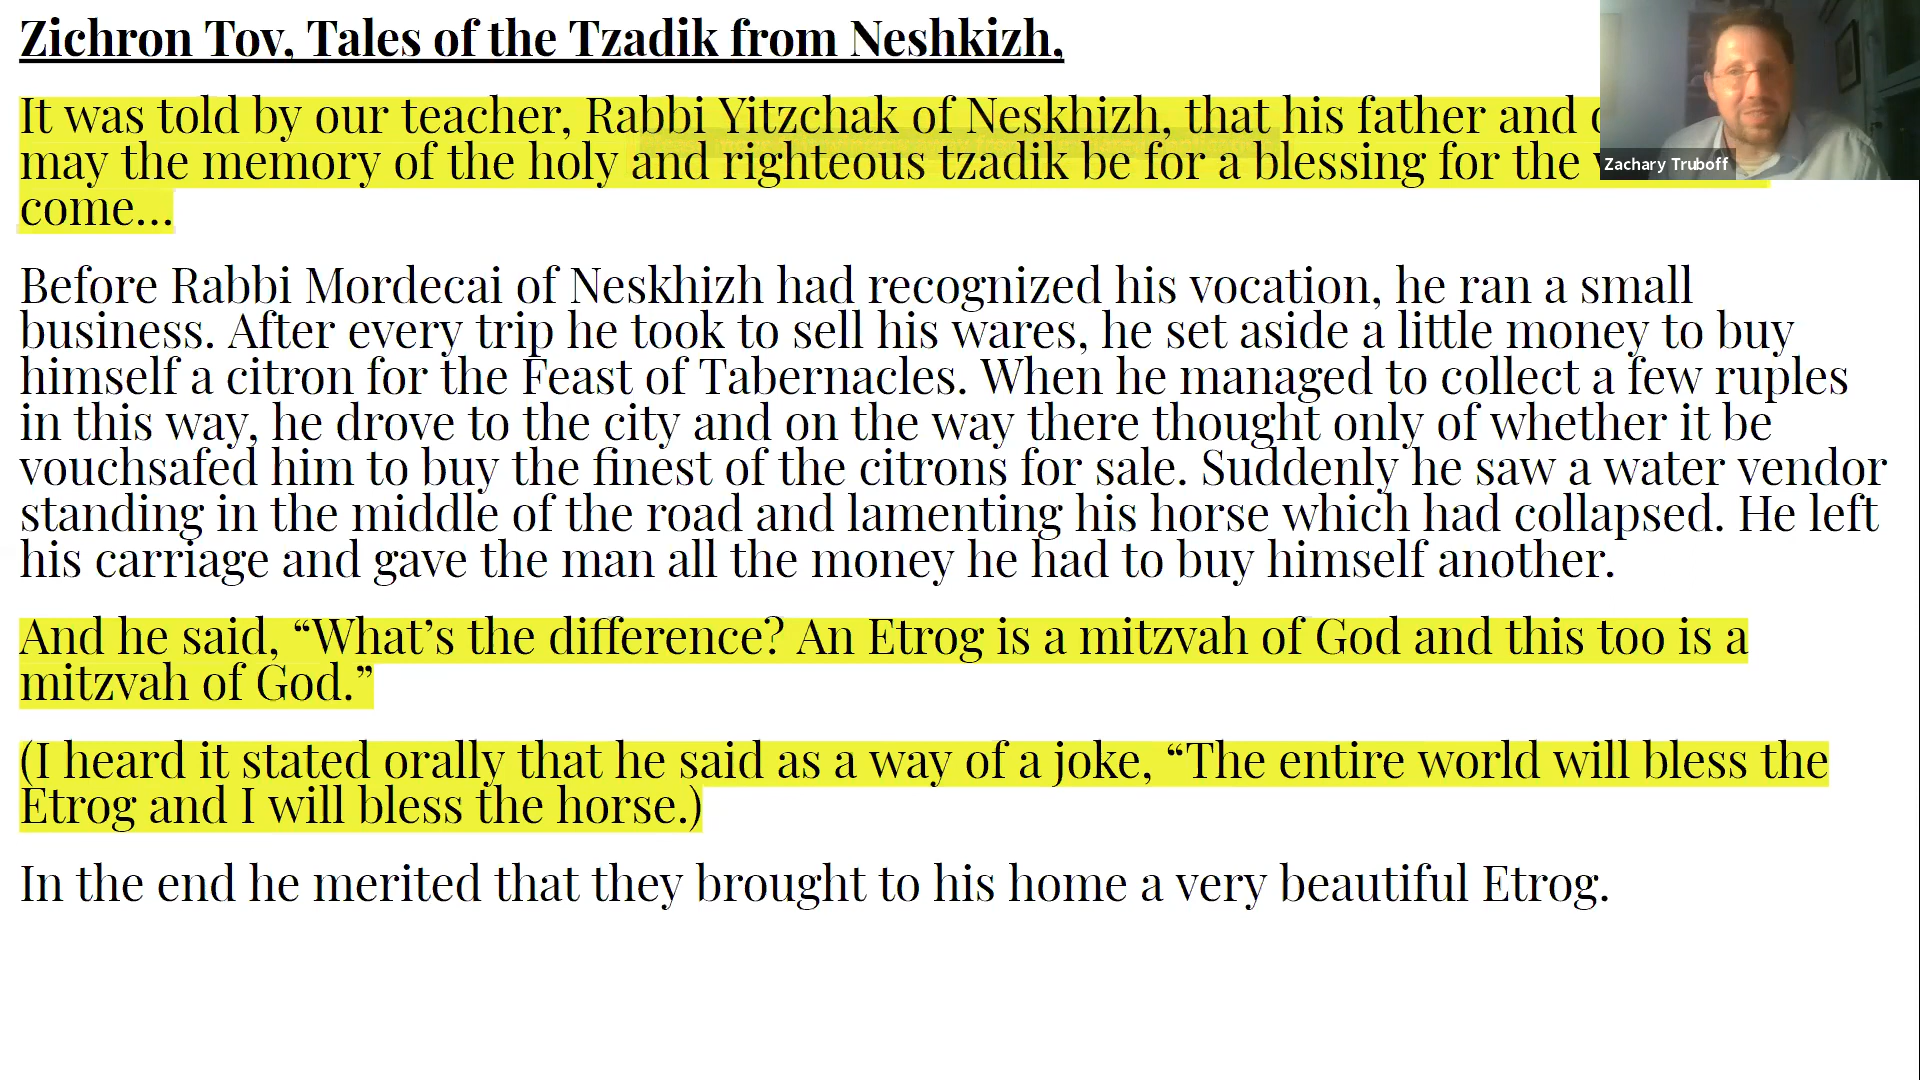 Zichron Tov, Tales of the Tzadik from Neshkizh,
It was told by our teacher, Rabbi Yitzchak of Neskhizh, that his father and
may the memory of the holy and righteous tzadik be for a blessing for the
come...
Zachary Truboff
Before Rabbi Mordecai of Neskhizh had recognized his vocation, he ran a small
business. After every trip he took to sell his wares, he set aside a little money to buy
himself a citron for the Feast of Tabernacles. When he managed to collect a few ruples
in this way, he drove to the city and on the way there thought only of whether it be
vouchsafed him to buy the finest of the citrons for sale. Suddenly he saw a water vendor
standing in the middle of the road and lamenting his horse which had collapsed. He left
his carriage and gave the man all the money he had to buy himself another.
And he said, “What’s the difference? An Etrog is a mitzvah of God and this too is a
mitzvah of God.”
(I heard it stated orally that he said as a way of a joke, “The entire world will bless the
Etrog and I will bless the horse.)
In the end he merited that they brought to his home a very beautiful Etrog.